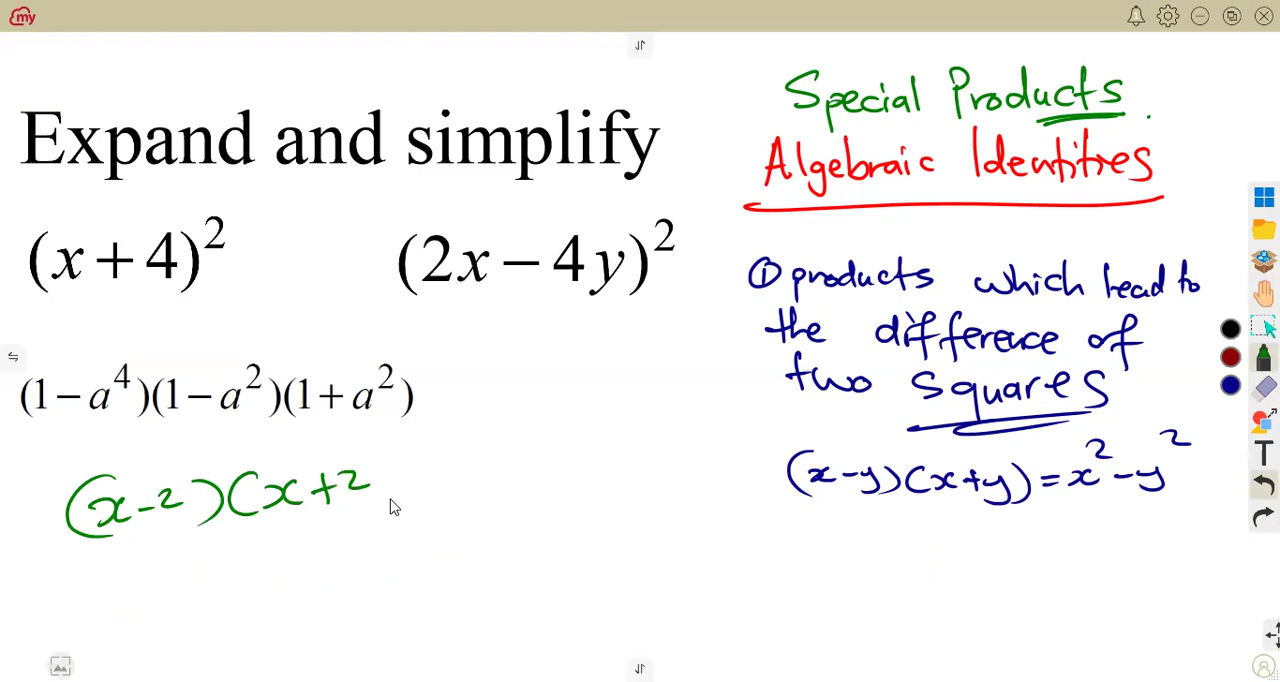 my
Expand and simplify
(x + 4)² (2x − 4y)²
(1 − a⁴)(1 − a²)(1 + a²)
(x-2)(x+2
Special Products.
Algebraic Identities
① products which lead to
the difference of
two squares
(x-y)(x+y) = x² - y²
T